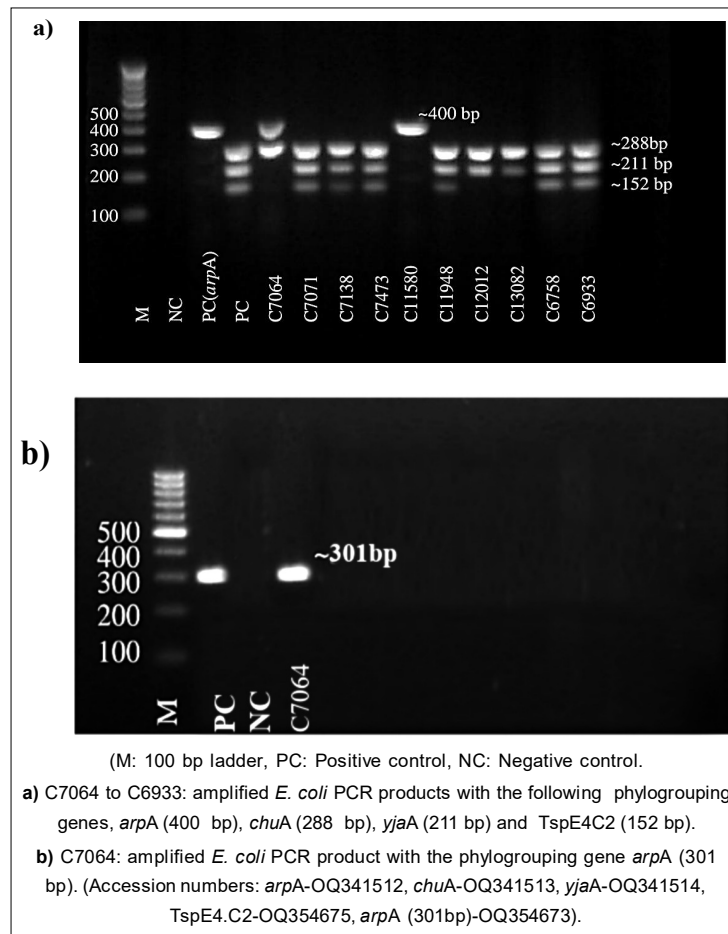 a)
500
400
300
200
100
~400 bp
~288bp
~211 bp
~152 bp
M
NC
PC(arpA)
PC
C7064
C7071
C7138
C7473
C11580
C11948
C12012
C13082
C6758
C6933
b)
500
400
300
200
100
~301bp
M
PC
NC
C7064
(M: 100 bp ladder, PC: Positive control, NC: Negative control.
a) C7064 to C6933: amplified E. coli PCR products with the following phylogrouping
genes, arpA (400 bp), chuA (288 bp), yjaA (211 bp) and TspE4C2 (152 bp).
b) C7064: amplified E. coli PCR product with the phylogrouping gene arpA (301
bp). (Accession numbers: arpA-OQ341512, chuA-OQ341513, yjaA-OQ341514,
TspE4.C2-OQ354675, arpA (301bp)-OQ354673).